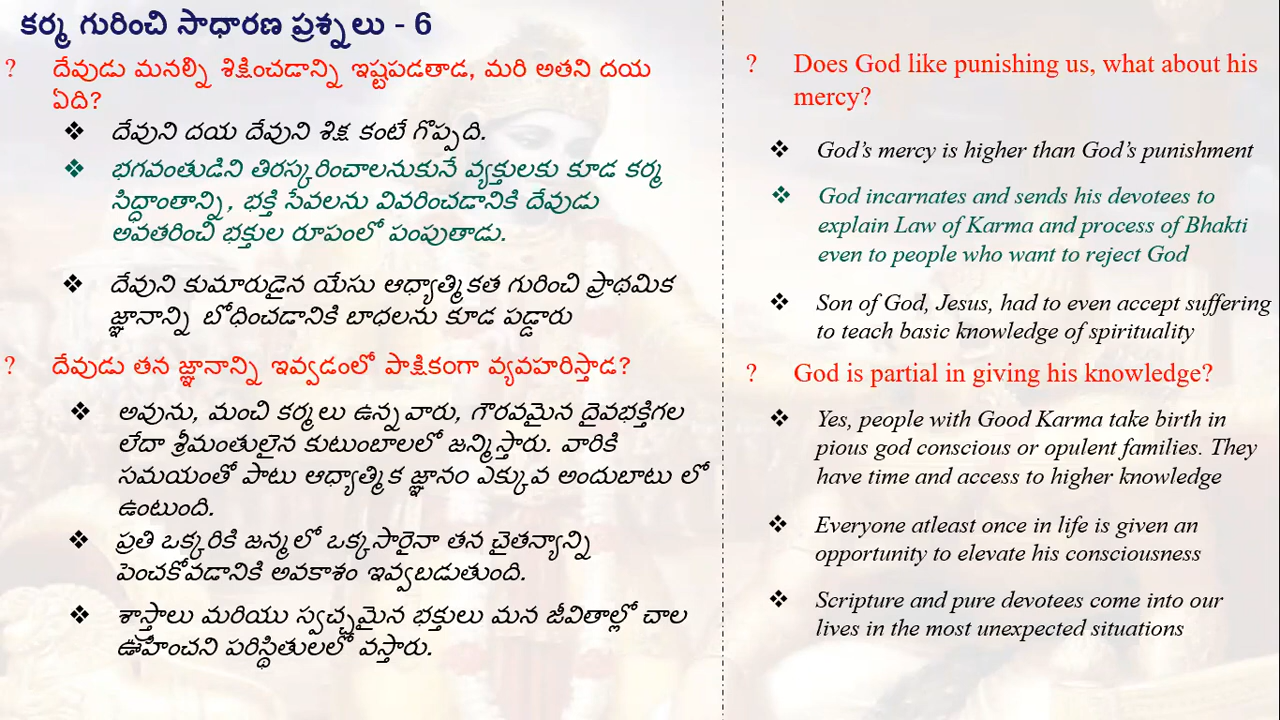 కర్మ గురించి సాధారణ ప్రశ్నలు - 6
? దేవుడు మనల్ని శిక్షించడాన్ని ఇష్టపడతాడ, మరి అతని దయ
ఏది?
❖ దేవుని దయ దేవుని శిక్ష కంటే గొప్పది.
❖ భగవంతుడిని తిరస్కరించాలనుకునే వ్యక్తులకు కూడ కర్మ
సిద్ధాంతాన్ని, భక్తి సేవలను వివరించడానికి దేవుడు
అవతరించి భక్తుల రూపంలో పంపుతాడు.
❖ దేవుని కుమారుడైన యేసు ఆధ్యాత్మికత గురించి ప్రాథమిక
జ్ఞానాన్ని బోధించడానికి బాధలను కూడ పడ్డారు
? దేవుడు తన జ్ఞానాన్ని ఇవ్వడంలో పాక్షికంగా వ్యవహరిస్తాడ?
❖ అవును, మంచి కర్మలు ఉన్నవారు, గౌరవమైన దైవభక్తిగల
లేదా శ్రీమంతులైన కుటుంబాలలో జన్మిస్తారు. వారికి
సమయంతో పాటు ఆధ్యాత్మిక జ్ఞానం ఎక్కువ అందుబాటు లో
ఉంటుంది.
❖ ప్రతి ఒక్కరికి జన్మలో ఒక్కసారైనా తన చైతన్యాన్ని
పెంచకోవడానికి అవకాశం ఇవ్వబడుతుంది.
❖ శాస్త్రాలు మరియు స్వచ్ఛమైన భక్తులు మన జీవితాల్లో చాల
ఊహించని పరిస్థితులలో వస్తారు.
? Does God like punishing us, what about his
mercy?
❖ God’s mercy is higher than God’s punishment
❖ God incarnates and sends his devotees to
explain Law of Karma and process of Bhakti
even to people who want to reject God
❖ Son of God, Jesus, had to even accept suffering
to teach basic knowledge of spirituality
? God is partial in giving his knowledge?
❖ Yes, people with Good Karma take birth in
pious god conscious or opulent families. They
have time and access to higher knowledge
❖ Everyone atleast once in life is given an
opportunity to elevate his consciousness
❖ Scripture and pure devotees come into our
lives in the most unexpected situations